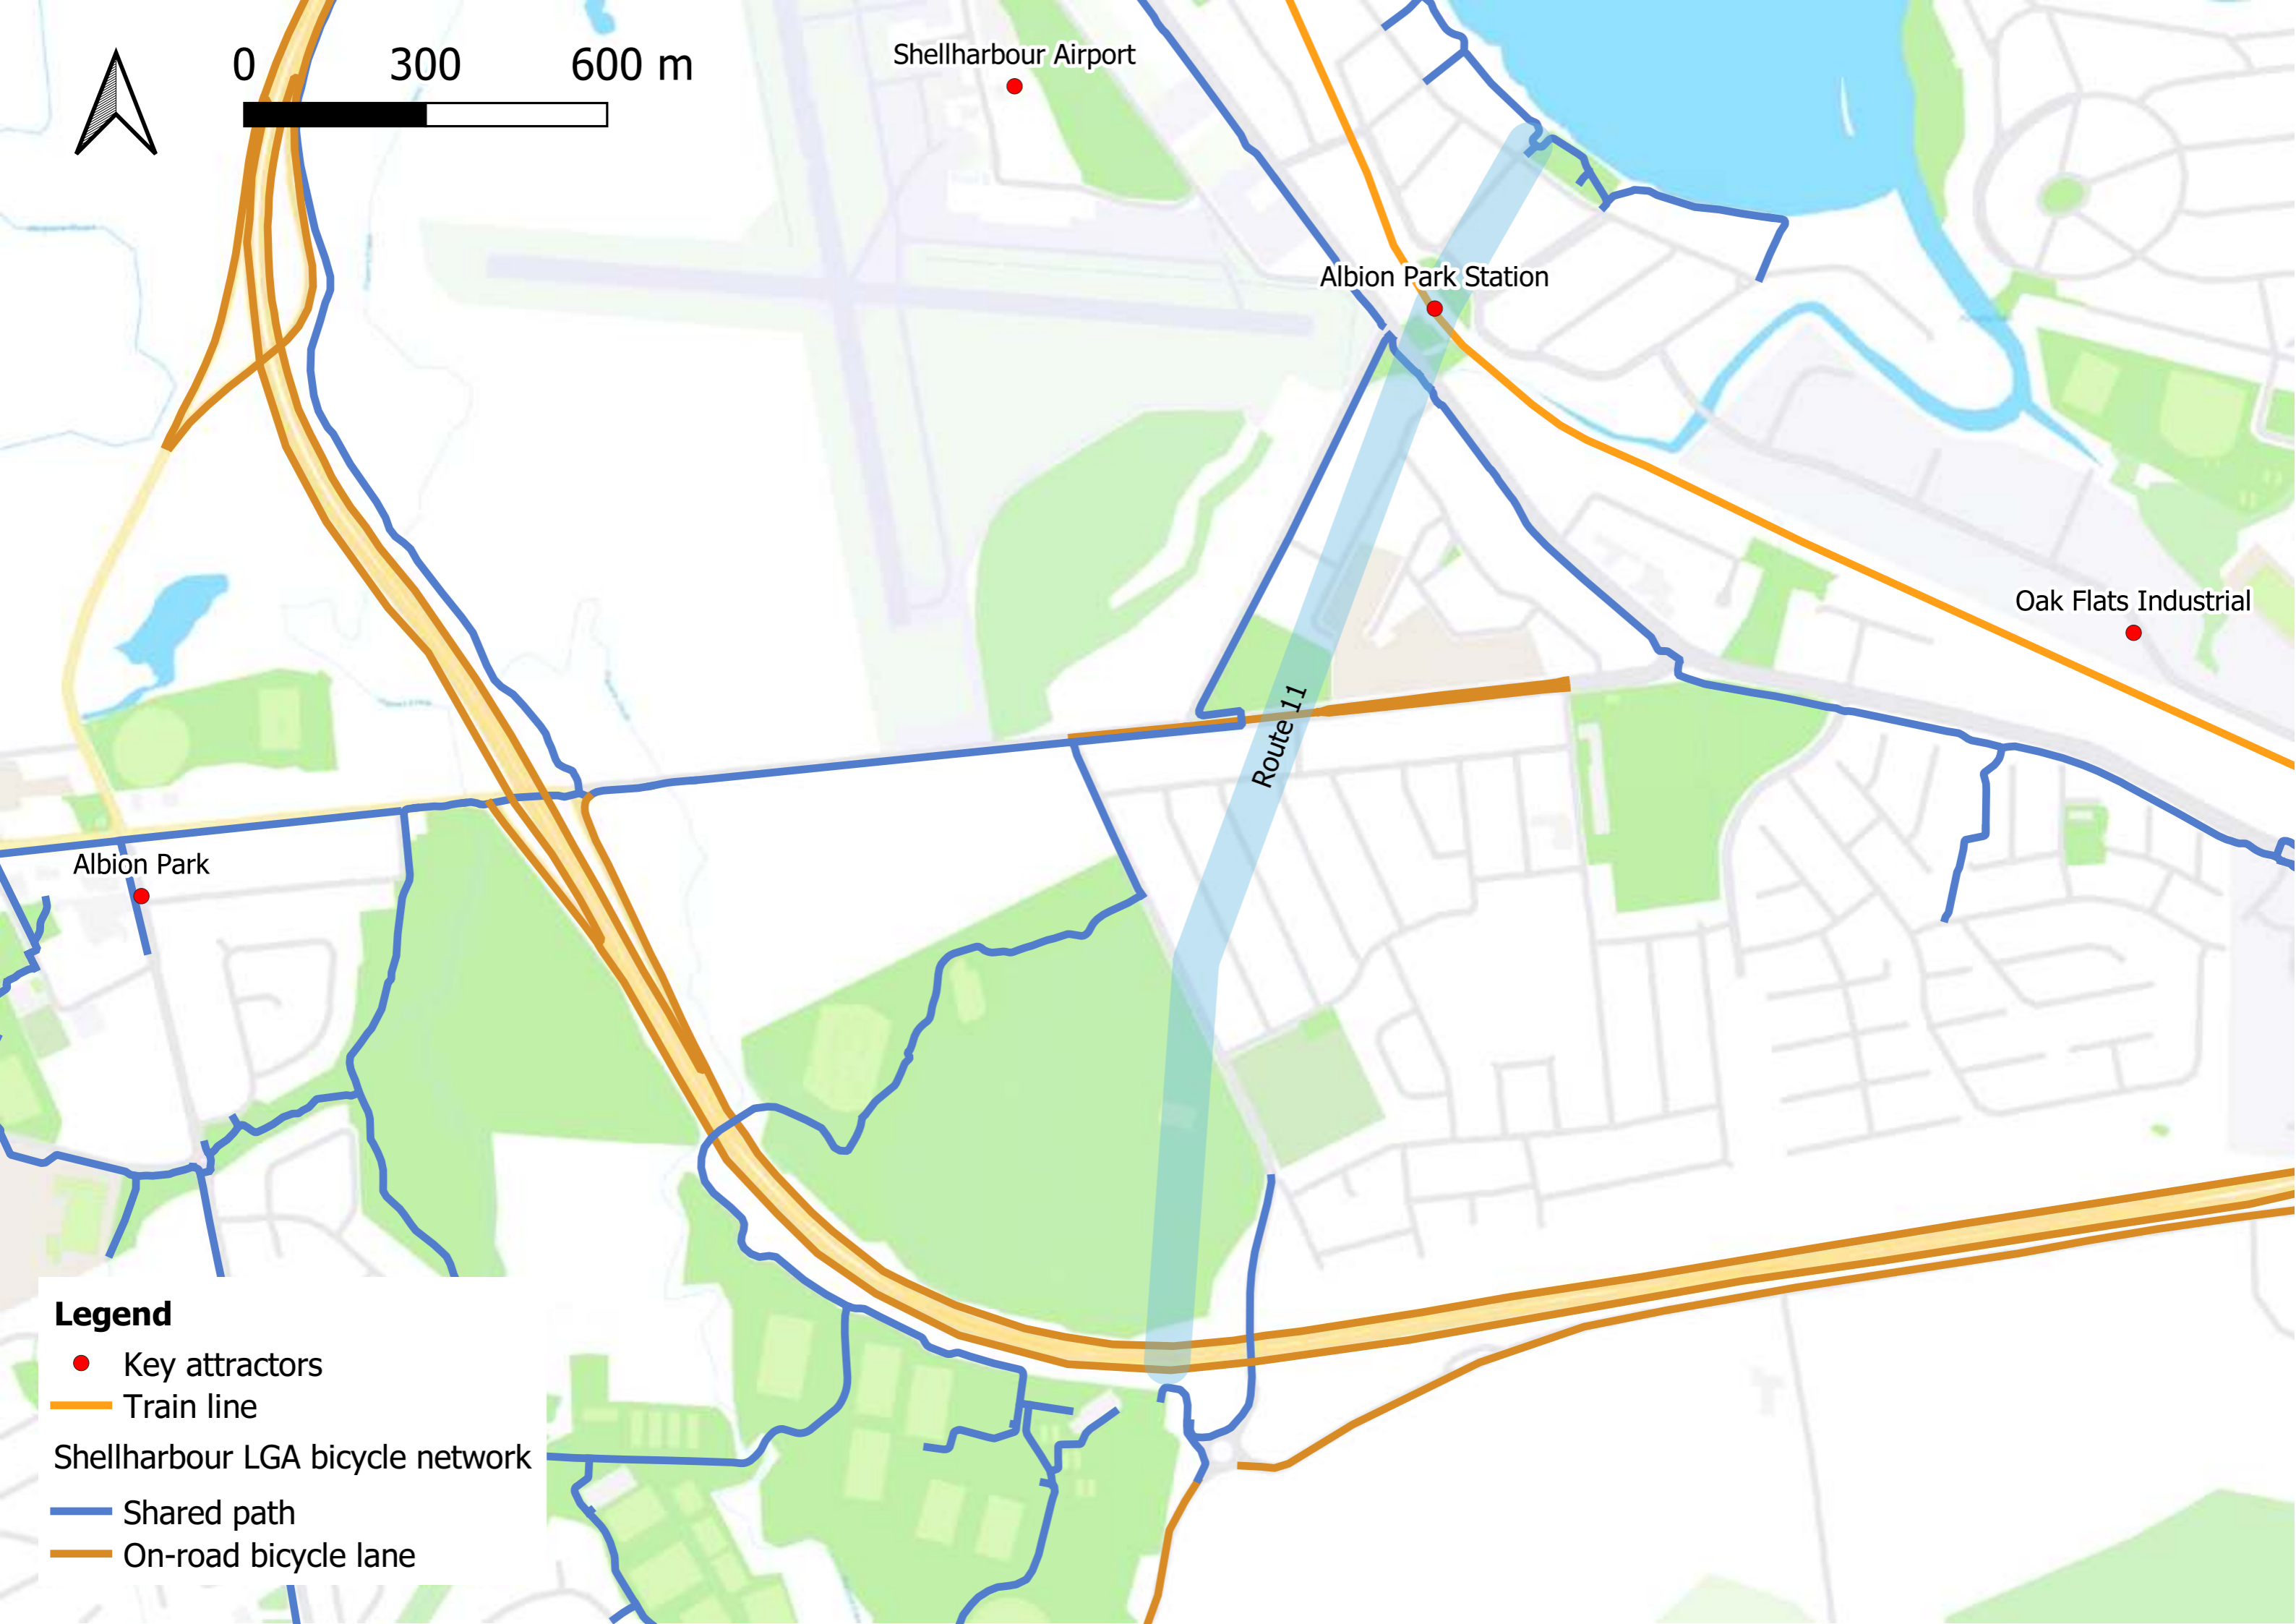 0 300 600 m
Shellharbour Airport
Albion Park Station
Oak Flats Industrial
Route 11
Albion Park
Legend
Key attractors
Train line
Shellharbour LGA bicycle network
Shared path
On-road bicycle lane